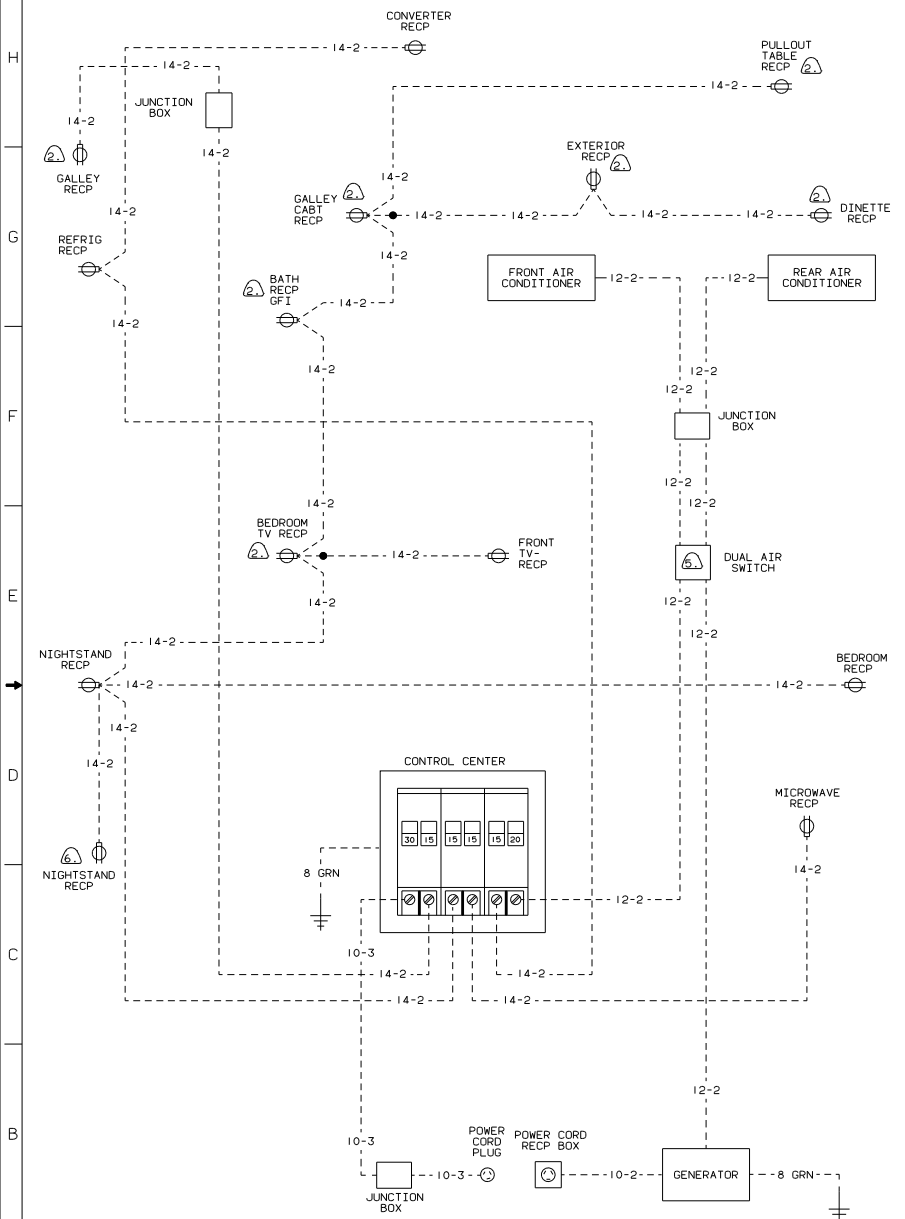 CONVERTER
RECP
H
14-2
PULLOUT
TABLE
RECP
2.
14-2
14-2
JUNCTION
BOX
14-2
14-2
14-2
EXTERIOR
RECP
2.
2.
GALLEY
RECP
14-2
2.
GALLEY
CABT
RECP
14-2
14-2
14-2
14-2
14-2
2.
DINETTE
RECP
G
REFRIG
RECP
14-2
2.
BATH
RECP
GFI
14-2
FRONT AIR
CONDITIONER
12-2
12-2
REAR AIR
CONDITIONER
14-2
14-2
12-2
12-2
F
JUNCTION
BOX
12-2
14-2
12-2
BEDROOM
TV RECP
2.
14-2
FRONT
TV-
RECP
5.
DUAL AIR
SWITCH
E
14-2
12-2
12-2
14-2
NIGHTSTAND
RECP
14-2
14-2
BEDROOM
RECP
14-2
14-2
D
CONTROL CENTER
MICROWAVE
RECP
30
15
15
15
15
20
6.
NIGHTSTAND
RECP
8 GRN
14-2
12-2
C
10-3
14-2
14-2
14-2
14-2
12-2
B
10-3
POWER
CORD
PLUG
POWER CORD
RECP BOX
10-3
10-2
GENERATOR
8 GRN
JUNCTION
BOX